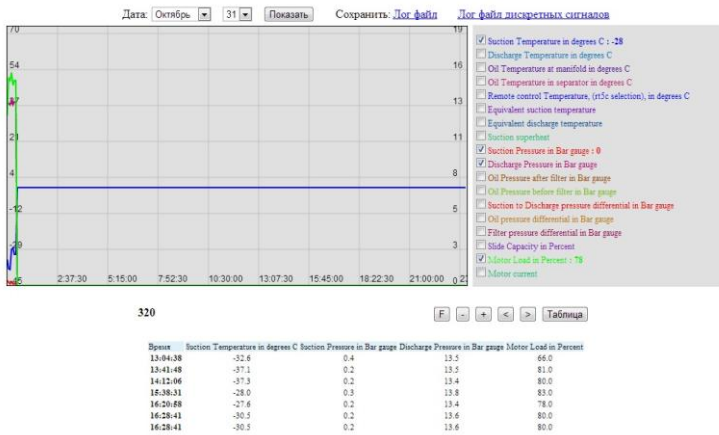 Дата: Октябрь 31 Показать Сохранить: Лог файл Лог файл дискретных сигналов
70 19
54 16
37 13
21 11
4 8
-12 5
-29 3
-45 2:37:30 5:15:00 7:52:30 10:30:00 13:07:30 15:45:00 18:22:30 21:00:00 0
Suction Temperature in degrees C : -28
Discharge Temperature in degrees C
Oil Temperature at manifold in degrees C
Oil Temperature in separator in degrees C
Remote control Temperature, (rt5c selection), in degrees C
Equivalent suction temperature
Equivalent discharge temperature
Suction superheat
Suction Pressure in Bar gauge : 0
Discharge Pressure in Bar gauge
Oil Pressure after filter in Bar gauge
Oil Pressure before filter in Bar gauge
Suction to Discharge pressure differential in Bar gauge
Oil pressure differential in Bar gauge
Filter pressure differential in Bar gauge
Slide Capacity in Percent
Motor Load in Percent : 78
Motor current
320 F - + < > Таблица
Время Suction Temperature in degrees C Suction Pressure in Bar gauge Discharge Pressure in Bar gauge Motor Load in Percent
13:04:38 -32.6 0.4 13.5 66.0
13:41:48 -37.1 0.2 13.5 81.0
14:12:06 -37.3 0.2 13.4 80.0
15:38:31 -28.0 0.3 13.8 83.0
16:20:58 -27.6 0.2 13.4 78.0
16:28:41 -30.5 0.2 13.6 80.0
16:28:41 -30.5 0.2 13.6 80.0